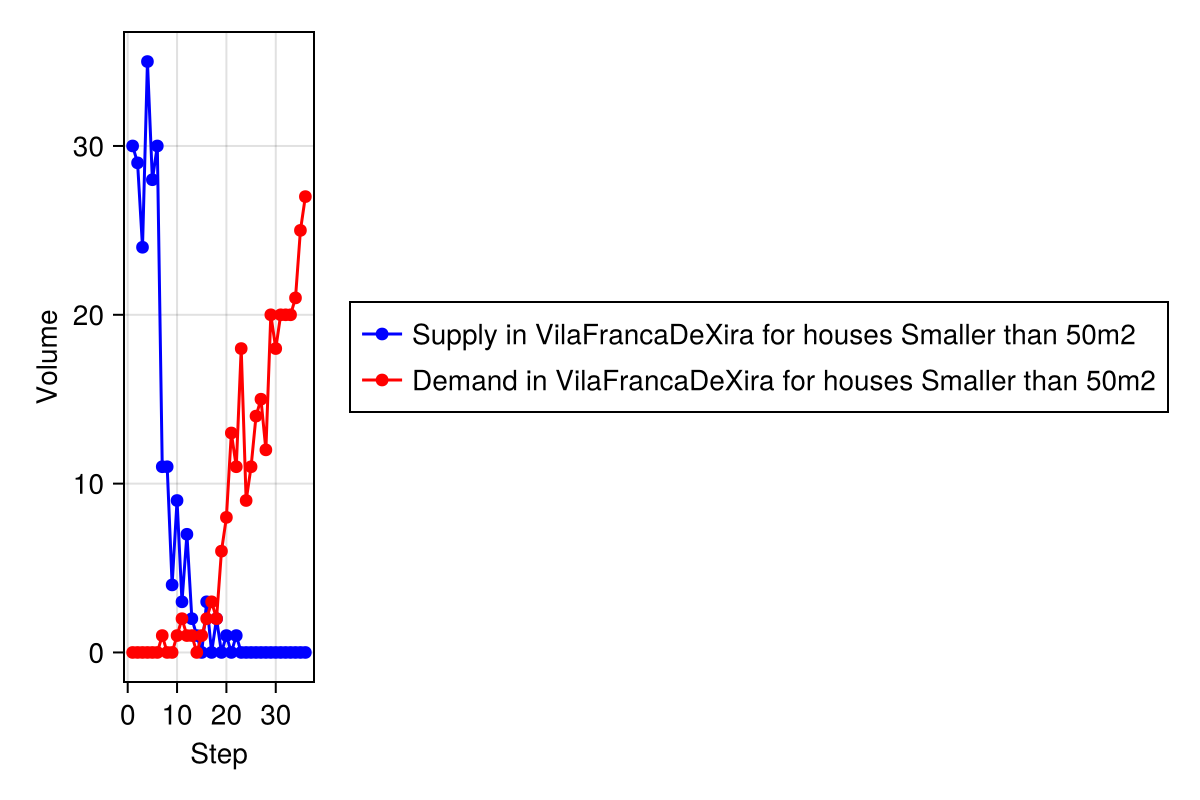 30
20
10
0
Volume
0 10 20 30
Step
Supply in VilaFrancaDeXira for houses Smaller than 50m2
Demand in VilaFrancaDeXira for houses Smaller than 50m2